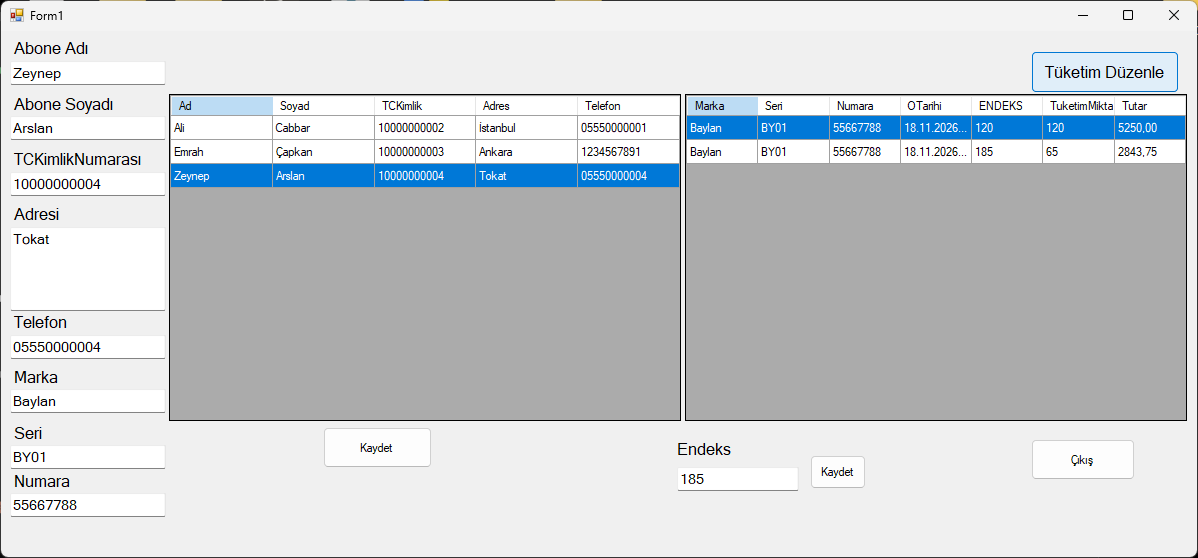 Form1
Abone Adı
Zeynep
Abone Soyadı
Arslan
TCKimlikNumarası
10000000004
Adresi
Tokat
Telefon
05550000004
Marka
Baylan
Seri
BY01
Numara
55667788
Ad Soyad TCKimlik Adres Telefon
Ali Cabbar 10000000002 İstanbul 05550000001
Emrah Çapkan 10000000003 Ankara 1234567891
Zeynep Arslan 10000000004 Tokat 05550000004
Kaydet
Tüketim Düzenle
Marka Seri Numara OTarihi ENDEKS TuketimMikta Tutar
Baylan BY01 55667788 18.11.2026... 120 120 5250,00
Baylan BY01 55667788 18.11.2026... 185 65 2843,75
Endeks
185
Kaydet
Çıkış